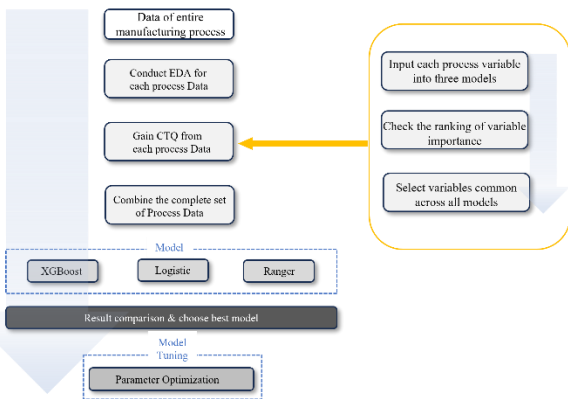 Data of entire
manufacturing process
Conduct EDA for
each process Data
Gain CTQ from
each process Data
Combine the complete set
of Process Data
Input each process variable
into three models
Check the ranking of variable
importance
Select variables common
across all models
Model
XGBoost
Logistic
Ranger
Result comparison & choose best model
Model
Tuning
Parameter Optimization